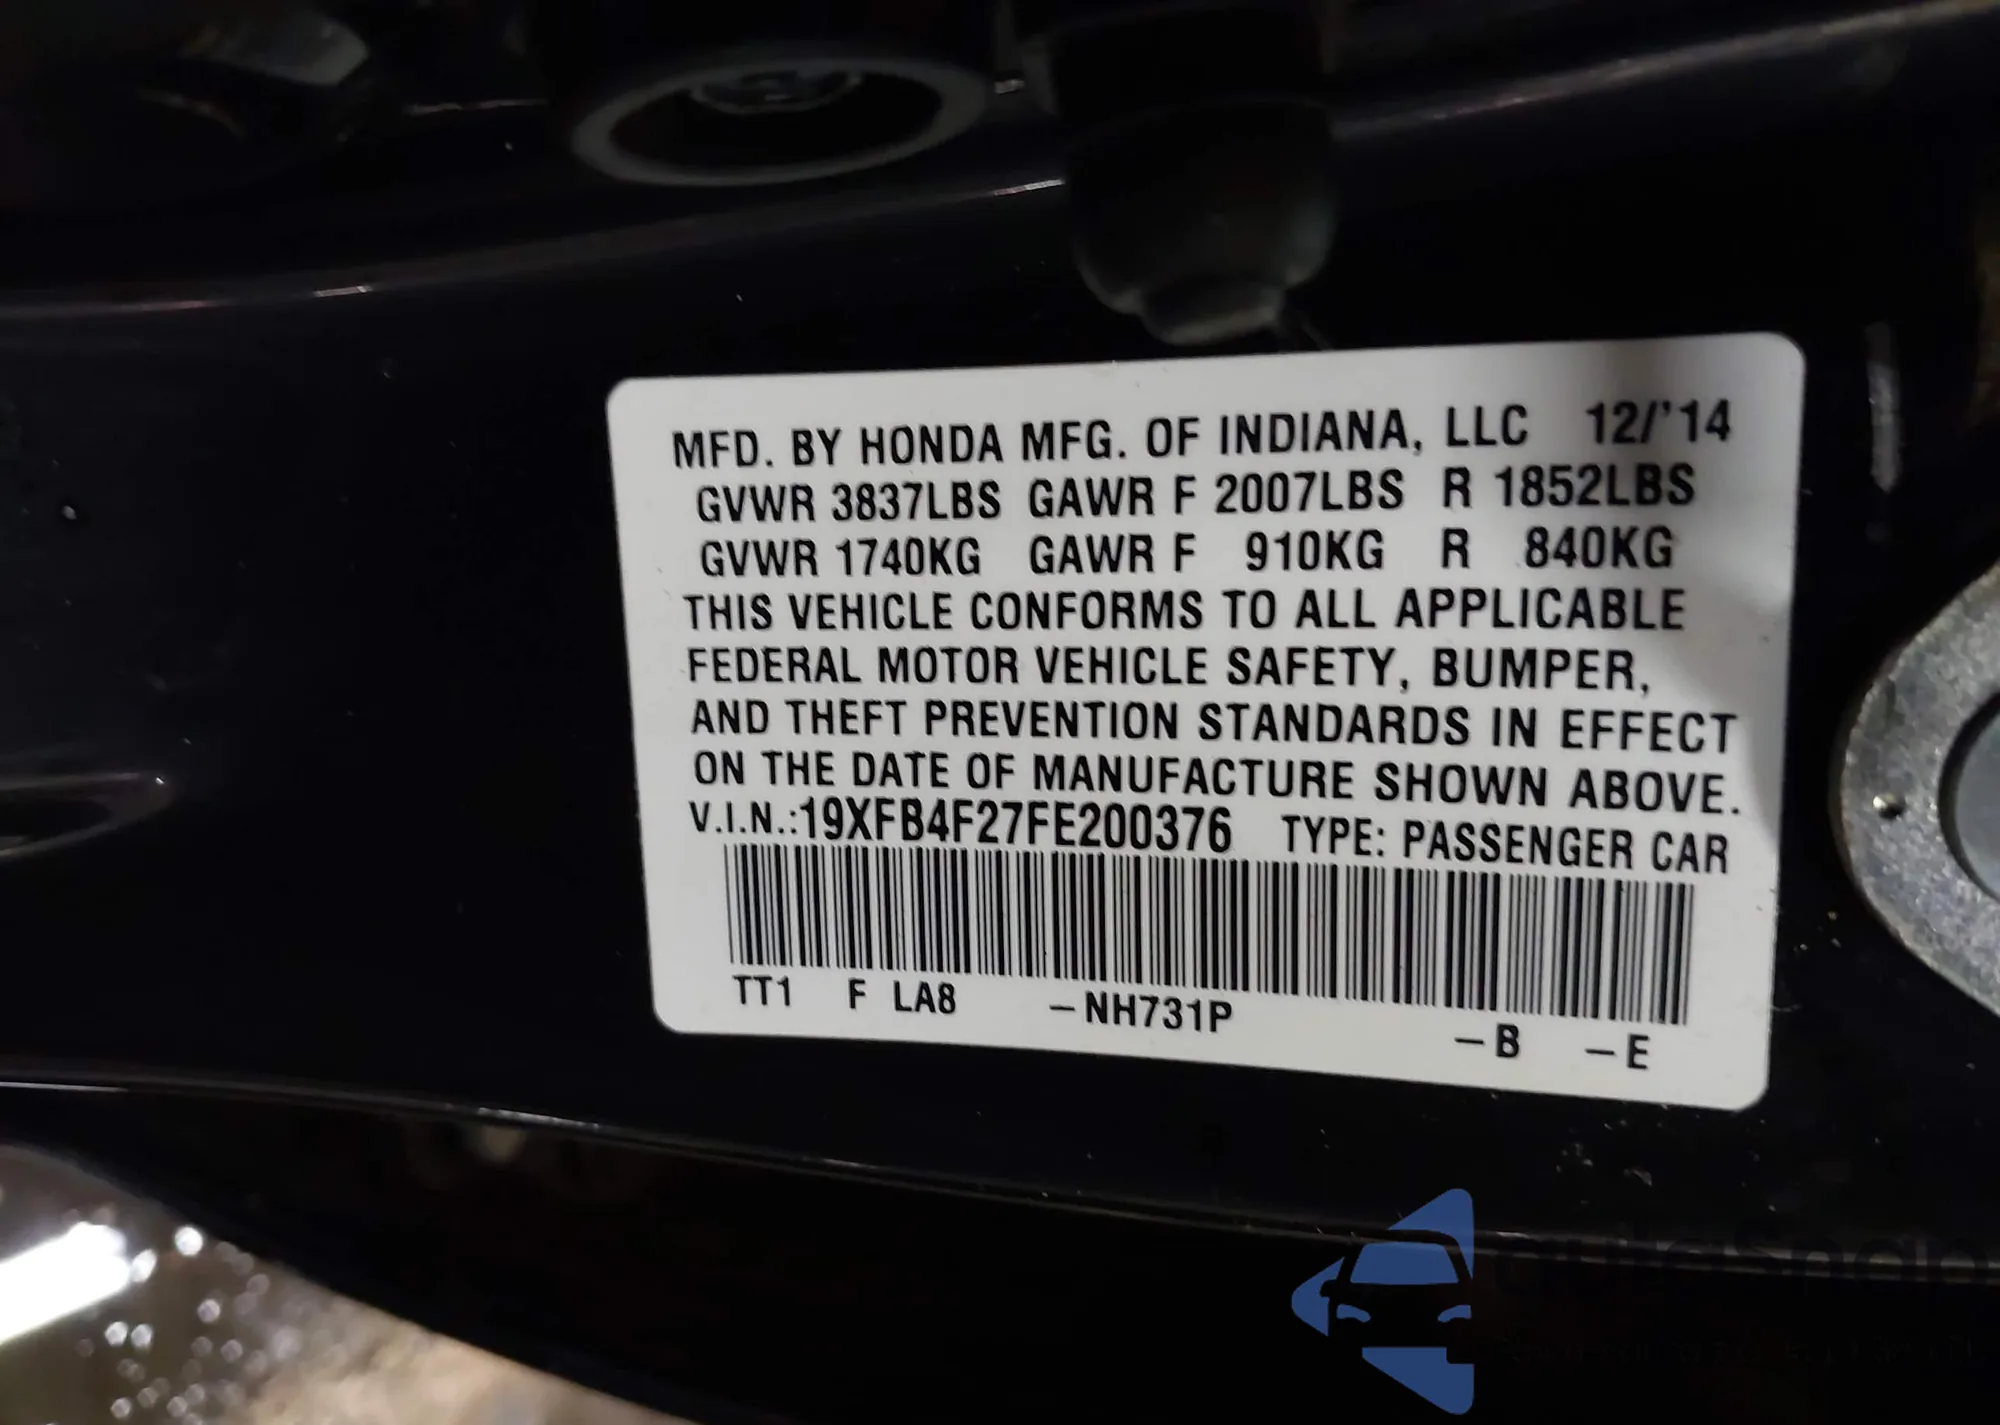 MFD. BY HONDA MFG. OF INDIANA, LLC 12/'14
GVWR 3837LBS GAWR F 2007LBS R 1852LBS
GVWR 1740KG GAWR F 910KG R 840KG
THIS VEHICLE CONFORMS TO ALL APPLICABLE
FEDERAL MOTOR VEHICLE SAFETY, BUMPER,
AND THEFT PREVENTION STANDARDS IN EFFECT
ON THE DATE OF MANUFACTURE SHOWN ABOVE.
V.I.N.:19XFB4F27FE200376 TYPE: PASSENGER CAR
TT1 F LA8 –NH731P –B –E